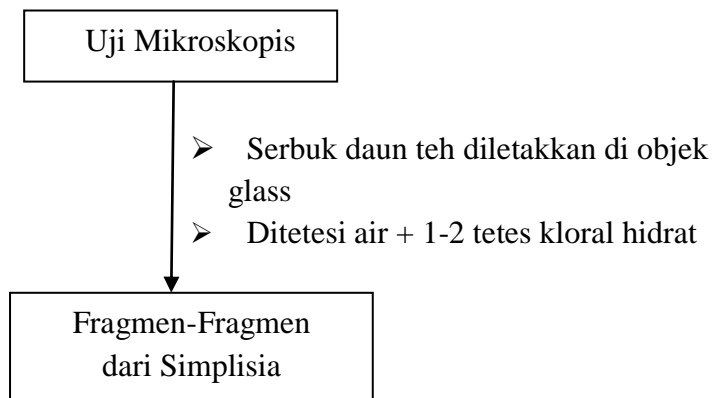 Uji Mikroskopis
➢ Serbuk daun teh diletakkan di objek
glass
➢ Ditetesi air + 1-2 tetes kloral hidrat
Fragmen-Fragmen
dari Simplisia